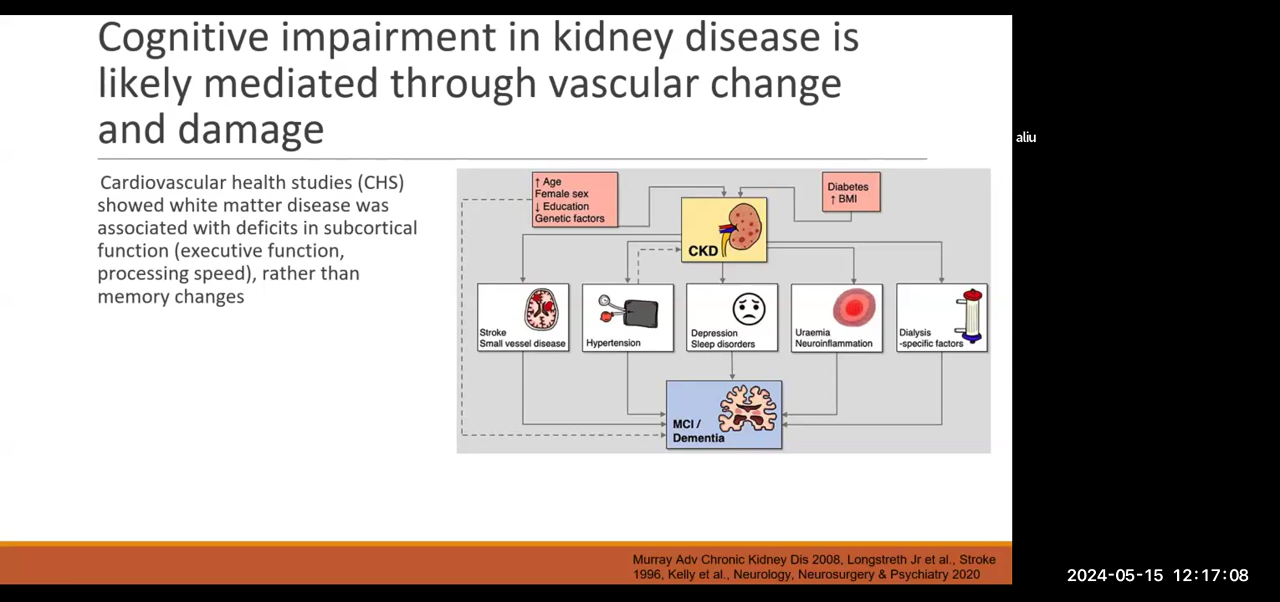 Cognitive impairment in kidney disease is
likely mediated through vascular change
and damage
Cardiovascular health studies (CHS)
showed white matter disease was
associated with deficits in subcortical
function (executive function,
processing speed), rather than
memory changes
↑ Age
Female sex
↓ Education
Genetic factors
Diabetes
↑ BMI
CKD
Stroke
Small vessel disease
Hypertension
Depression
Sleep disorders
Uraemia
Neuroinflammation
Dialysis
-specific factors
MCI /
Dementia
Murray Adv Chronic Kidney Dis 2008, Longstreth Jr et al., Stroke
1996, Kelly et al., Neurology, Neurosurgery & Psychiatry 2020
aliu
2024-05-15 12:17:08